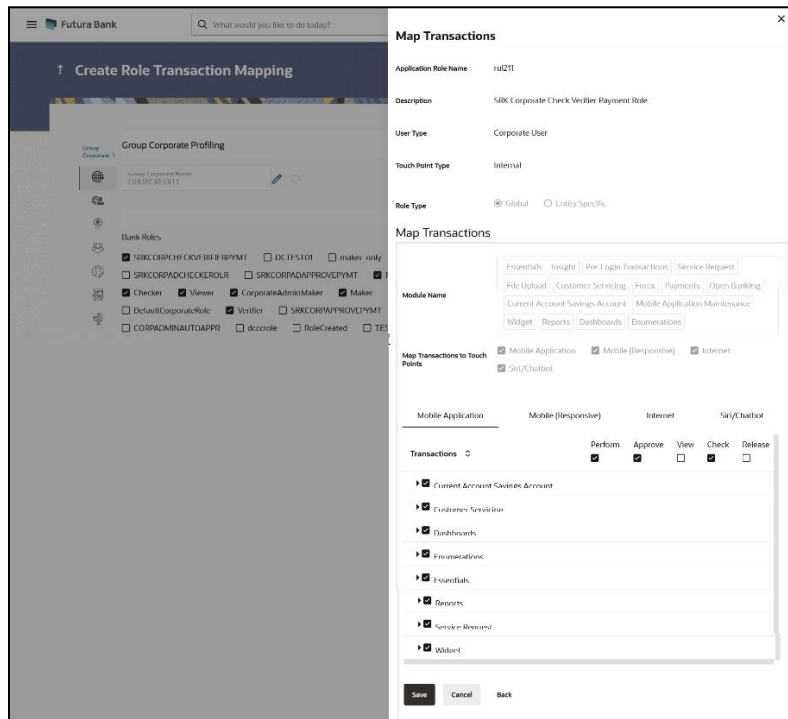 Futura Bank
What would you like to do today?
↑ Create Role Transaction Mapping
Group Corporate >
Group Corporate Profiling
Group Corporate Name
Bank Roles
SRKCORPCHECKVERIFIERPYMT DCTEST01 maker only
SRKCORPADCHECKEROLR SRKCORPADAPPROVEPYMT
Checker Viewer CorporateAdminMaker Maker
DefaultCorporateRole Verifier SRKCORPAPPROVEPYMT
CORPADMINAUTOAPPR dcccrole RoleCreated TES
Map Transactions
Application Role Name rul211
Description SRK Corporate Check Verifier Payment Role
User Type Corporate User
Touch Point Type Internal
Role Type Global Entity Specific
Map Transactions
Module Name
Essentials Insight Pre Login Transactions Service Request
File Upload Customer Servicing Forex Payments Open Banking
Current Account Savings Account Mobile Application Maintenance
Widget Reports Dashboards Enumerations
Map Transactions to Touch Points
Mobile Application Mobile (Responsive) Internet
Siri/Chatbot
Mobile Application Mobile (Responsive) Internet Siri/Chatbot
Transactions Perform Approve View Check Release
Current Account Savings Account
Customer Servicing
Dashboards
Enumerations
Essentials
Reports
Service Request
Widget
Save Cancel Back